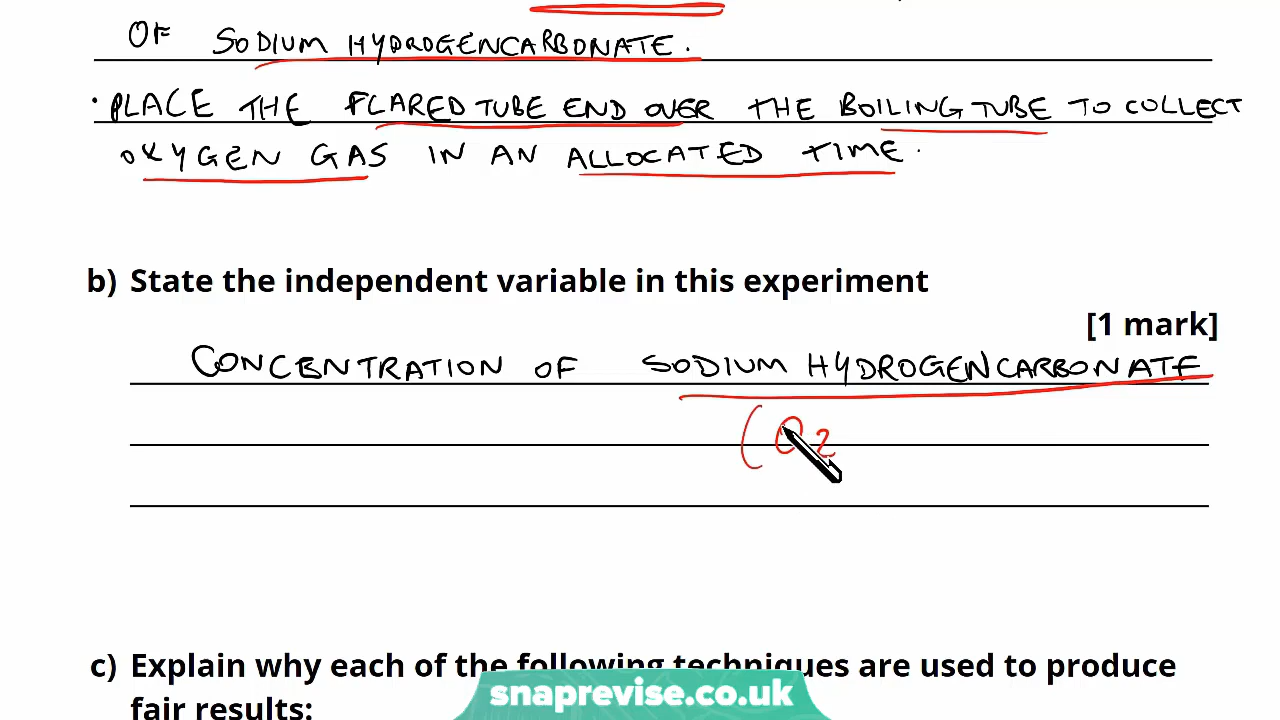 OF SODIUM HYDROGENCARBONATE.
· PLACE THE FLARED TUBE END OVER THE BOILING TUBE TO COLLECT
OXYGEN GAS IN AN ALLOCATED TIME.
b) State the independent variable in this experiment
[1 mark]
CONCENTRATION OF SODIUM HYDROGENCARBONATE
(O2
c) Explain why each of the following techniques are used to produce
fair results:
snaprevise.co.uk